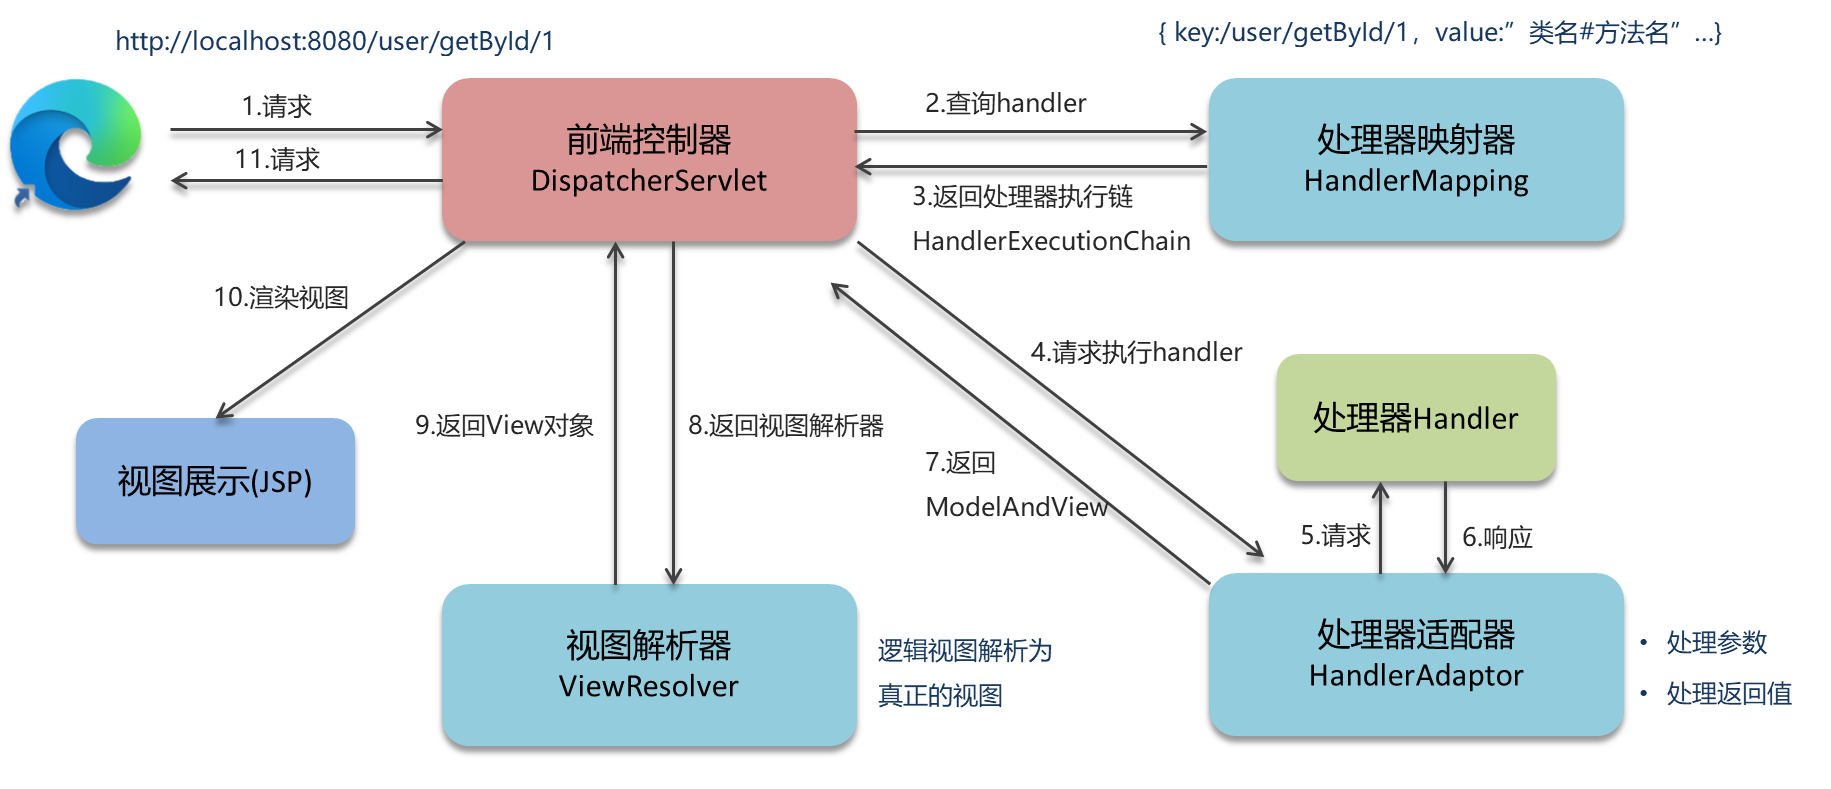 http://localhost:8080/user/getById/1
{ key:/user/getById/1，value:”类名#方法名”...}
1.请求
11.请求
前端控制器
DispatcherServlet
2.查询handler
3.返回处理器执行链
HandlerExecutionChain
处理器映射器
HandlerMapping
10.渲染视图
4.请求执行handler
处理器Handler
9.返回View对象
8.返回视图解析器
7.返回
ModelAndView
视图展示(JSP)
5.请求
6.响应
视图解析器
ViewResolver
逻辑视图解析为
真正的视图
处理器适配器
HandlerAdaptor
• 处理参数
• 处理返回值